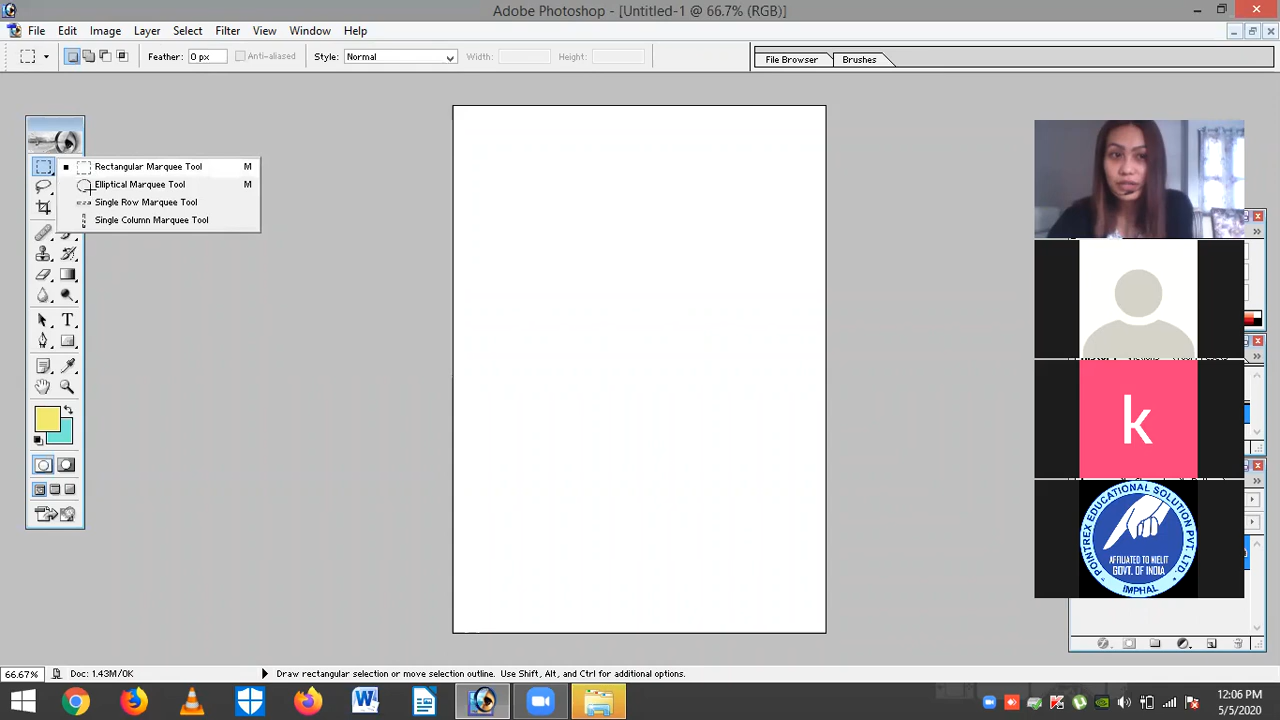 Adobe Photoshop - [Untitled-1 @ 66.7% (RGB)]
File Edit Image Layer Select Filter View Window Help
Feather: 0 px Anti-aliased Style: Normal Width: Height: File Browser Brushes
Rectangular Marquee Tool M
Elliptical Marquee Tool M
Single Row Marquee Tool
Single Column Marquee Tool
T
k
POINTREX EDUCATIONAL SOLUTION PVT. LTD
AFFILIATED TO NIELIT
GOVT. OF INDIA
IMPHAL
66.67% Doc: 1.43M/0K Draw rectangular selection or move selection outline. Use Shift, Alt, and Ctrl for additional options.
12:06 PM
5/5/2020